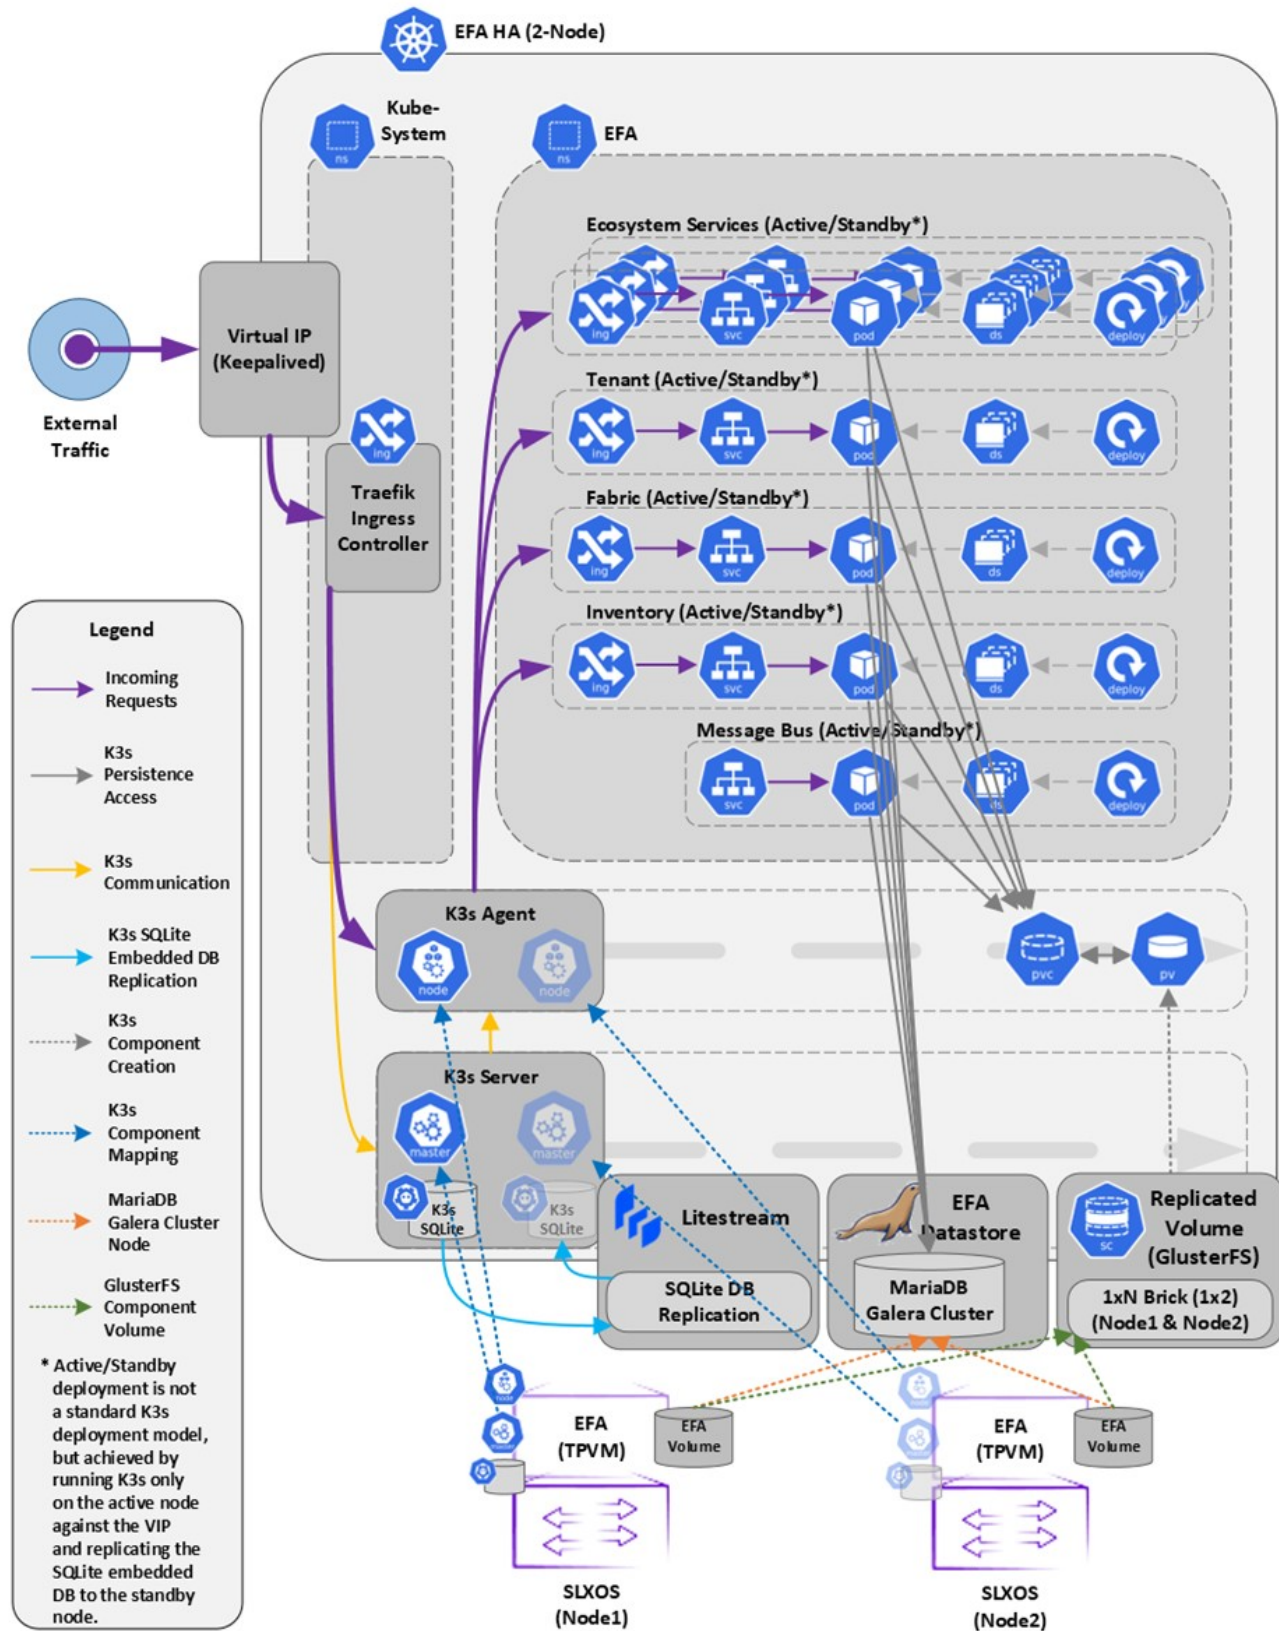 EFA HA (2-Node)
Kube-
System
ns
EFA
ns
Ecosystem Services (Active/Standby*)
ing
svc
pod
ds
deploy
Virtual IP
(Keepalived)
External
Traffic
ing
Traefik
Ingress
Controller
Tenant (Active/Standby*)
ing
svc
pod
ds
deploy
Fabric (Active/Standby*)
ing
svc
pod
ds
deploy
Inventory (Active/Standby*)
ing
svc
pod
ds
deploy
Message Bus (Active/Standby*)
svc
pod
ds
deploy
K3s Agent
node
node
pvc
pv
K3s Server
master
master
K3s
SQLite
K3s
SQLite
Litestream
SQLite DB
Replication
EFA
Datastore
MariaDB
Galera Cluster
sc
Replicated
Volume
(GlusterFS)
1xN Brick (1x2)
(Node1 & Node2)
node
master
EFA
(TPVM)
EFA
Volume
SLXOS
(Node1)
node
master
EFA
(TPVM)
EFA
Volume
SLXOS
(Node2)
Legend
Incoming
Requests
K3s
Persistence
Access
K3s
Communication
K3s SQLite
Embedded DB
Replication
K3s
Component
Creation
K3s
Component
Mapping
MariaDB
Galera Cluster
Node
GlusterFS
Component
Volume
* Active/Standby
deployment is not
a standard K3s
deployment model,
but achieved by
running K3s only
on the active node
against the VIP
and replicating the
SQLite embedded
DB to the standby
node.